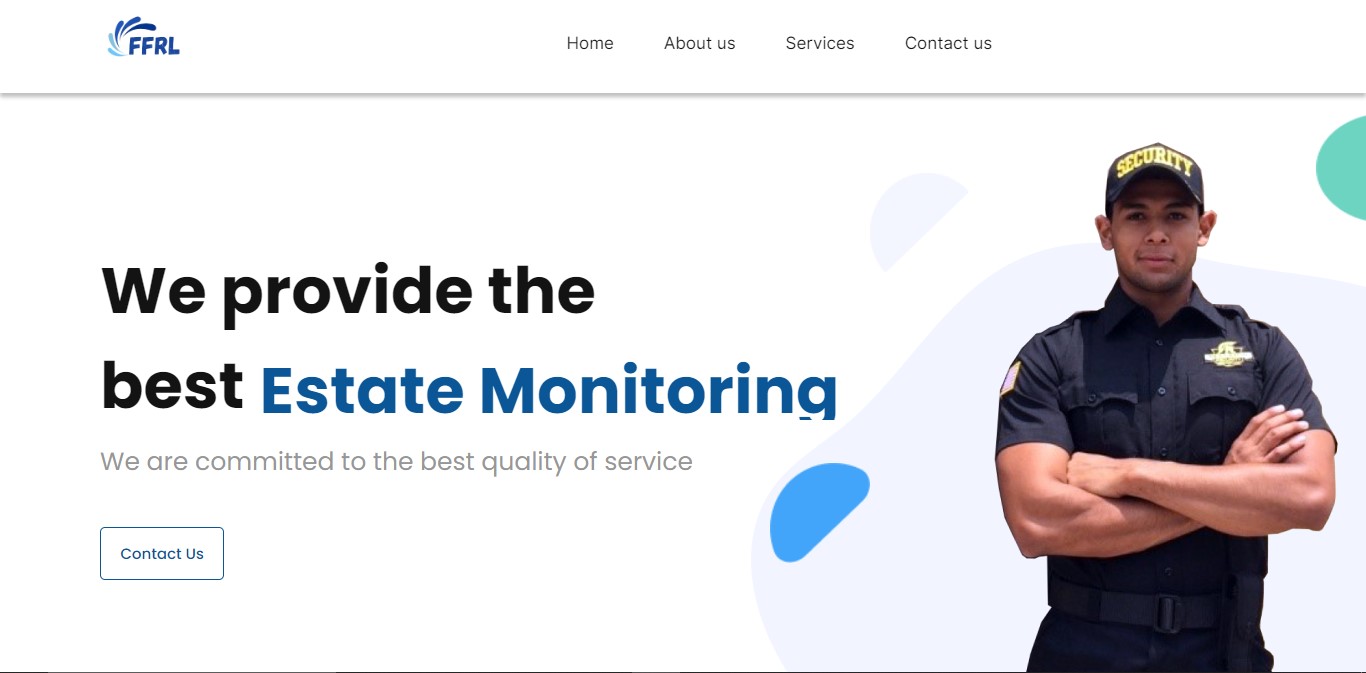 FFRL
Home
About us
Services
Contact us
SECURITY
We provide the
best Estate Monitoring
We are committed to the best quality of service
Contact Us